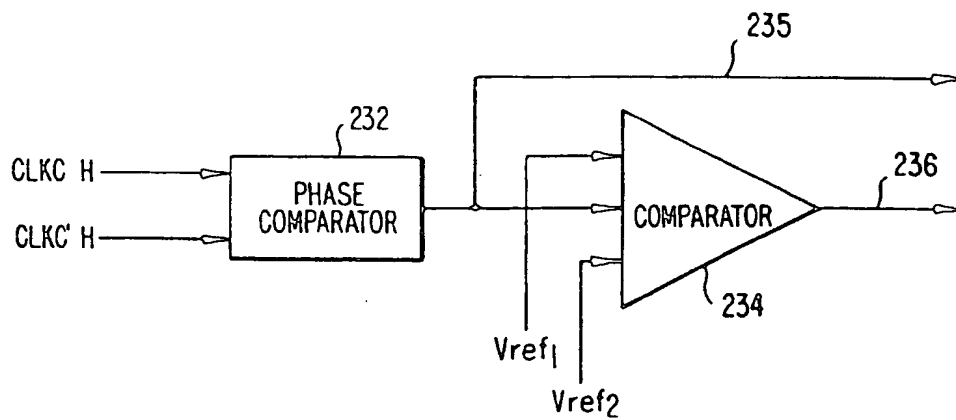 235
232
CLKC H
PHASE
COMPARATOR
236
COMPARATOR
CLKC' H
234
Vref1
Vref2